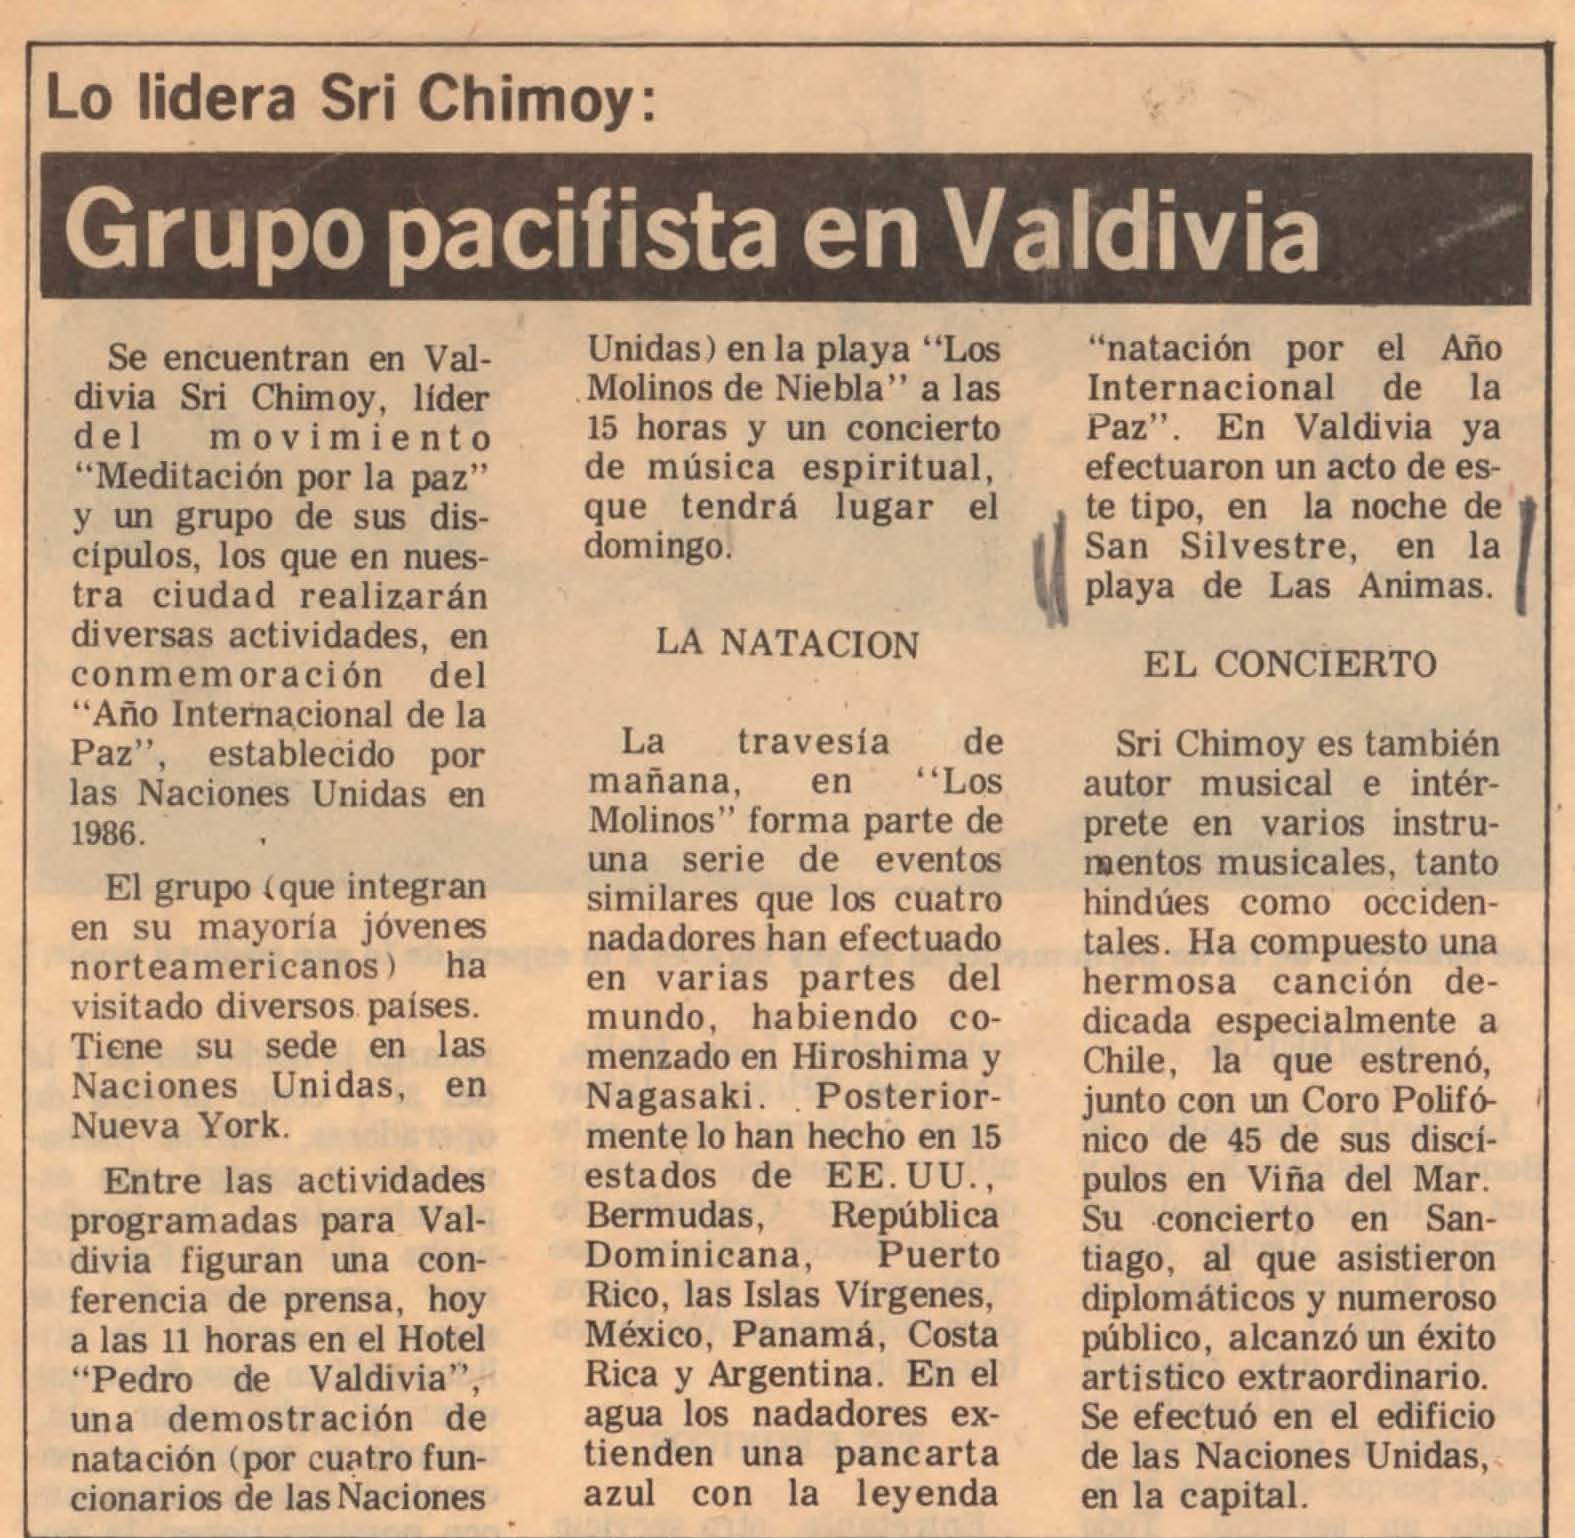 Lo lidera Sri Chimoy:
Grupo pacifista en Valdivia
Se encuentran en Val-
divia Sri Chimoy, líder
del movimiento
“Meditación por la paz”
y un grupo de sus dis-
cípulos, los que en nues-
tra ciudad realizarán
diversas actividades, en
conmemoración del
“Año Internacional de la
Paz”, establecido por
las Naciones Unidas en
1986.
El grupo (que integran
en su mayoría jóvenes
norteamericanos) ha
visitado diversos países.
Tiene su sede en las
Naciones Unidas, en
Nueva York.
Entre las actividades
programadas para Val-
divia figuran una con-
ferencia de prensa, hoy
a las 11 horas en el Hotel
“Pedro de Valdivia”,
una demostración de
natación (por cuatro fun-
cionarios de las Naciones
Unidas) en la playa “Los
Molinos de Niebla” a las
15 horas y un concierto
de música espiritual,
que tendrá lugar el
domingo.
LA NATACION
La travesía de
mañana, en “Los
Molinos” forma parte de
una serie de eventos
similares que los cuatro
nadadores han efectuado
en varias partes del
mundo, habiendo co-
menzado en Hiroshima y
Nagasaki. Posterior-
mente lo han hecho en 15
estados de EE.UU.,
Bermudas, República
Dominicana, Puerto
Rico, las Islas Vírgenes,
México, Panamá, Costa
Rica y Argentina. En el
agua los nadadores ex-
tienden una pancarta
azul con la leyenda
“natación por el Año
Internacional de la
Paz”. En Valdivia ya
efectuaron un acto de es-
te tipo, en la noche de
San Silvestre, en la
playa de Las Animas.
EL CONCIERTO
Sri Chimoy es también
autor musical e intér-
prete en varios instru-
mentos musicales, tanto
hindúes como occiden-
tales. Ha compuesto una
hermosa canción de-
dicada especialmente a
Chile, la que estrenó,
junto con un Coro Polifó-
nico de 45 de sus discí-
pulos en Viña del Mar.
Su concierto en San-
tiago, al que asistieron
diplomáticos y numeroso
público, alcanzó un éxito
artistico extraordinario.
Se efectuó en el edificio
de las Naciones Unidas,
en la capital.